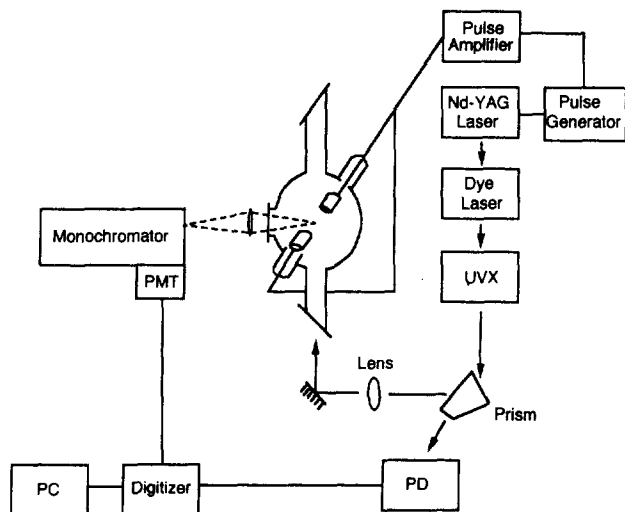 Pulse
Amplifier
Nd-YAG
Laser
Pulse
Generator
Dye
Laser
Monochromator
PMT
UVX
Lens
Prism
PC
Digitizer
PD